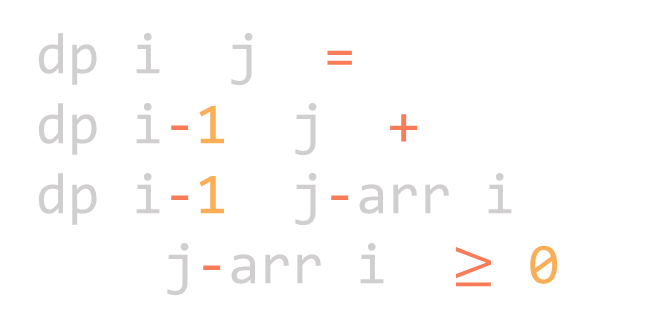 dp i  j  =
dp i-1  j  +
dp i-1  j-arr i
j-arr i  ≥ 0